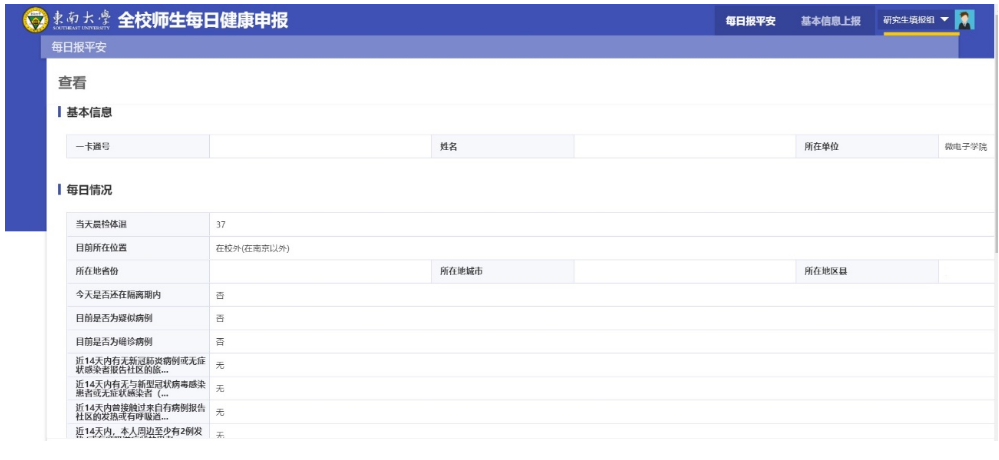 东南大学 全校师生每日健康申报 每日报平安 基本信息上报 研究生填报组
SOUTHEAST UNIVERSITY
每日报平安
查看
基本信息
一卡通号 姓名 所在单位 微电子学院
每日情况
当天晨检体温 37
目前所在位置 在校外(在南京以外)
所在地省份 所在地城市 所在地区县
今天是否还在隔离期内 否
目前是否为疑似病例 否
目前是否为确诊病例 否
近14天内有无新冠肺炎病例或无症
状感染者报告社区的旅... 无
近14天内有无与新型冠状病毒感染
患者或无症状感染者（... 无
近14天内曾接触过来自有病例报告
社区的发热或有呼吸道... 无
近14天内，本人周边至少有2例发 无